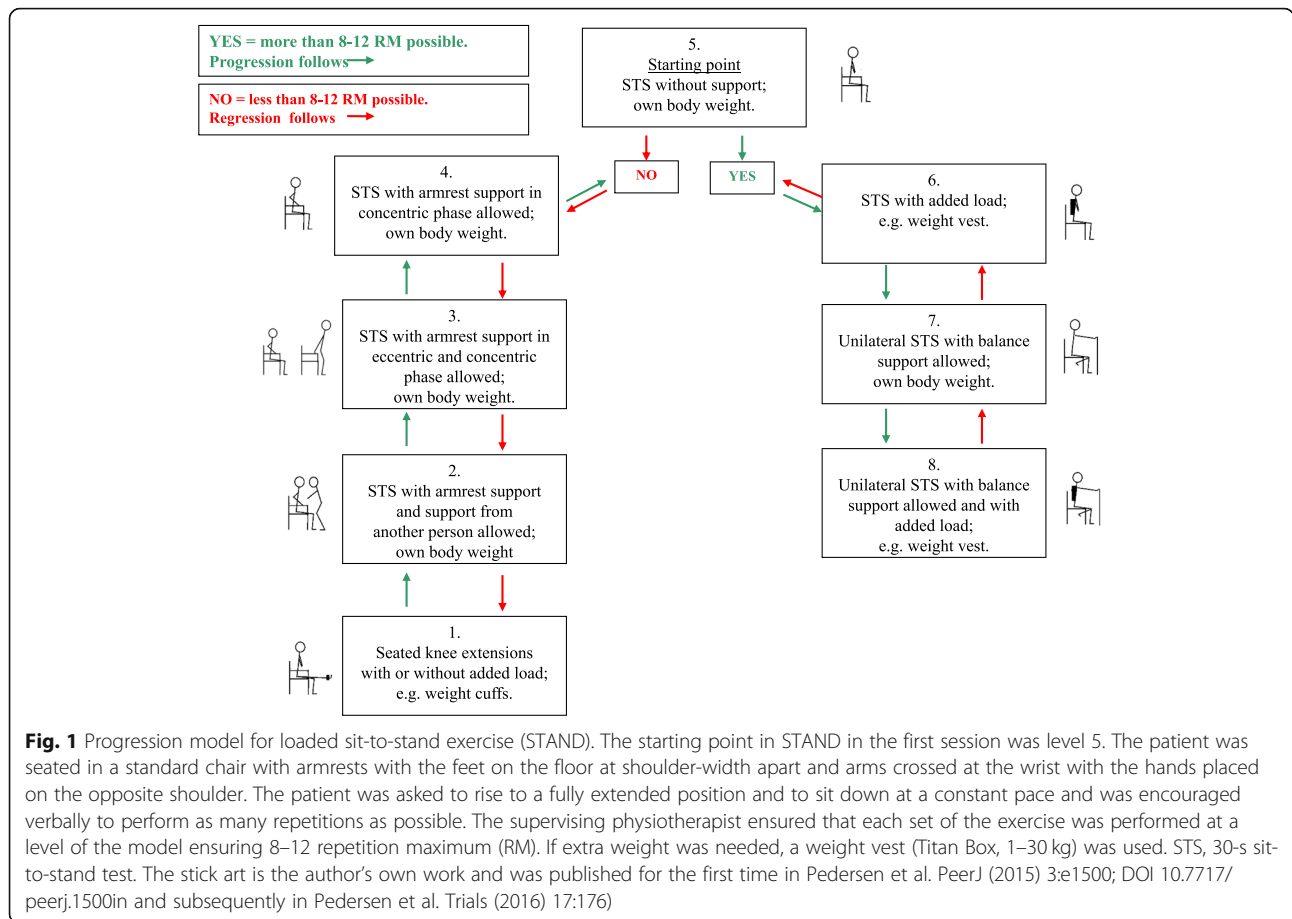 YES = more than 8-12 RM possible.
Progression follows
NO = less than 8-12 RM possible.
Regression follows
5.
Starting point
STS without support;
own body weight.
NO
YES
4.
STS with armrest support in
concentric phase allowed;
own body weight.
6.
STS with added load;
e.g. weight vest.
3.
STS with armrest support in
eccentric and concentric
phase allowed;
own body weight.
7.
Unilateral STS with balance
support allowed;
own body weight.
2.
STS with armrest support
and support from
another person allowed;
own body weight
8.
Unilateral STS with balance
support allowed and with
added load;
e.g. weight vest.
1.
Seated knee extensions
with or without added load;
e.g. weight cuffs.
Fig. 1 Progression model for loaded sit-to-stand exercise (STAND). The starting point in STAND in the first session was level 5. The patient was
seated in a standard chair with armrests with the feet on the floor at shoulder-width apart and arms crossed at the wrist with the hands placed
on the opposite shoulder. The patient was asked to rise to a fully extended position and to sit down at a constant pace and was encouraged
verbally to perform as many repetitions as possible. The supervising physiotherapist ensured that each set of the exercise was performed at a
level of the model ensuring 8–12 repetition maximum (RM). If extra weight was needed, a weight vest (Titan Box, 1–30 kg) was used. STS, 30-s sit-
to-stand test. The stick art is the author's own work and was published for the first time in Pedersen et al. PeerJ (2015) 3:e1500; DOI 10.7717/
peerj.1500in and subsequently in Pedersen et al. Trials (2016) 17:176)